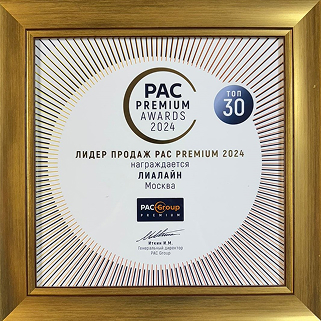 PAC
PREMIUM
AWARDS
2024
ТОП
30
ЛИДЕР ПРОДАЖ PAC PREMIUM 2024
награждается
ЛИАЛАЙН
Москва
PAC Group
PREMIUM
Иткин И.М.
Генеральный директор
PAC Group